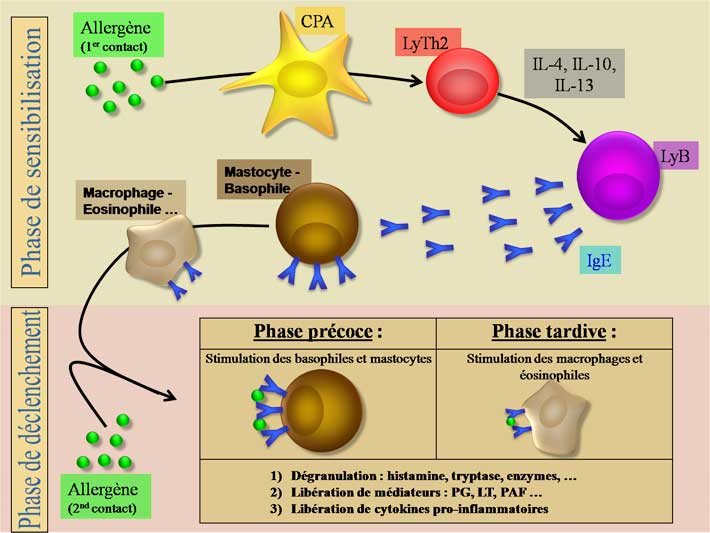 Phase de sensibilisation
Allergène
(1er contact)
CPA
LyTh2
IL-4, IL-10,
IL-13
LyB
Mastocyte -
Basophile
Macrophage -
Eosinophile ...
IgE
Phase de déclenchement
Allergène
(2nd contact)
Phase précoce :
Stimulation des basophiles et mastocytes
Phase tardive :
Stimulation des macrophages et
éosinophiles
1) Dégranulation : histamine, tryptase, enzymes, ...
2) Libération de médiateurs : PG, LT, PAF ...
3) Libération de cytokines pro-inflammatoires